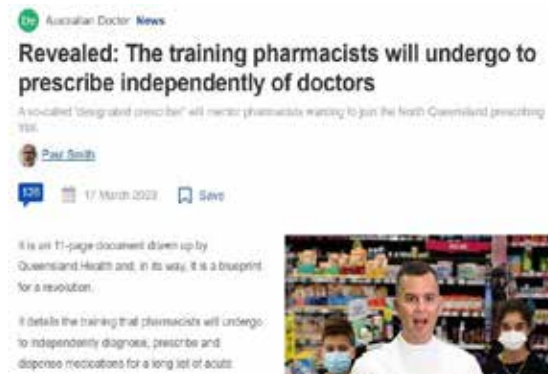 Australian Doctor News
Revealed: The training pharmacists will undergo to
prescribe independently of doctors
A so-called "designated prescriber" will mentor pharmacists wanting to join the North Queensland prescribing
trial.
Paul Smith
17 March 2023 Save
It is an 11-page document drawn up by
Queensland Health and, in its way, it is a blueprint
for a revolution.
It details the training that pharmacists will undergo
to independently diagnose, prescribe and
dispense medications for a long list of acute